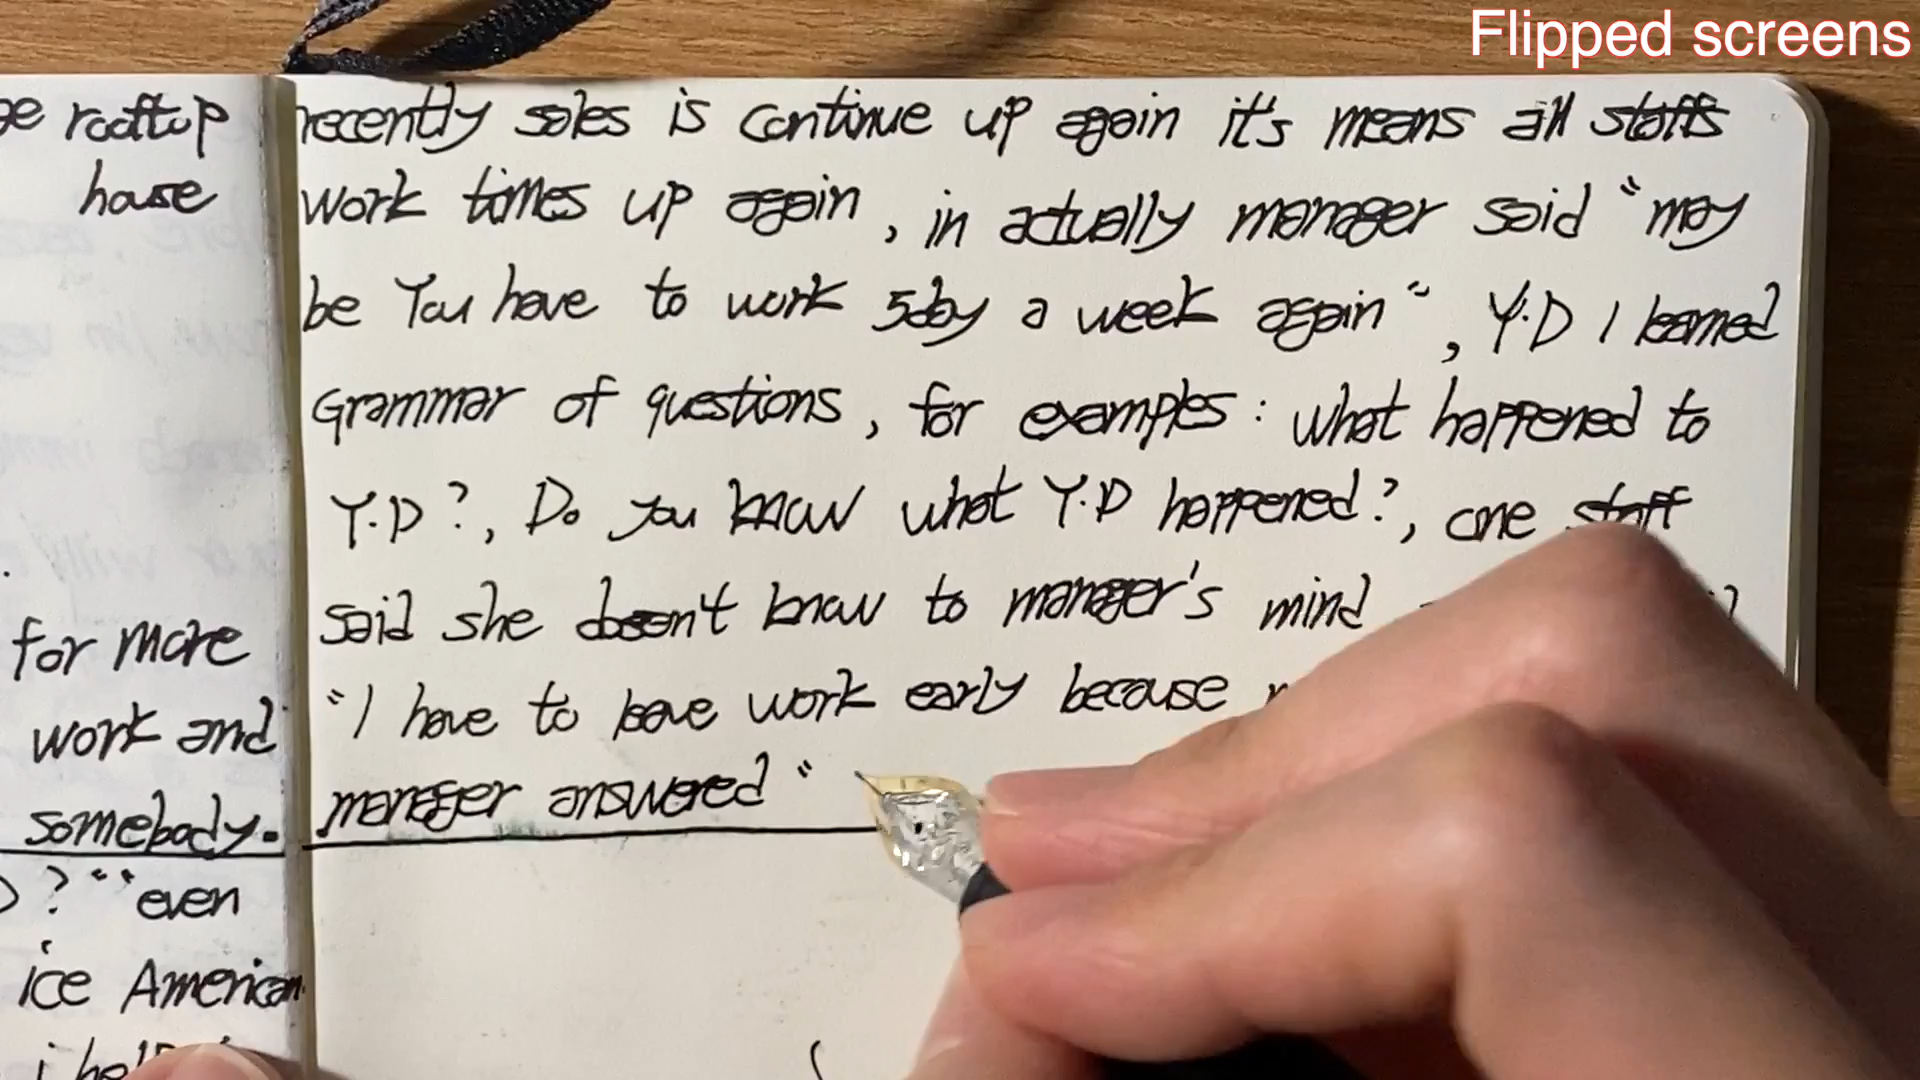 Flipped screens
rooftop
house
for more
work and
somebody.
? " " even
ice American
recently sales is continue up again it's means all staffs
work times up again, in actually manager said "may
be You have to work 5day a week again", Y.D I learned
Grammar of questions, for examples: what happened to
Y.D?, Do you know what Y.D happened?, one staff
said she doesn't know to manager's mind
"I have to leave work early because
manager answered "